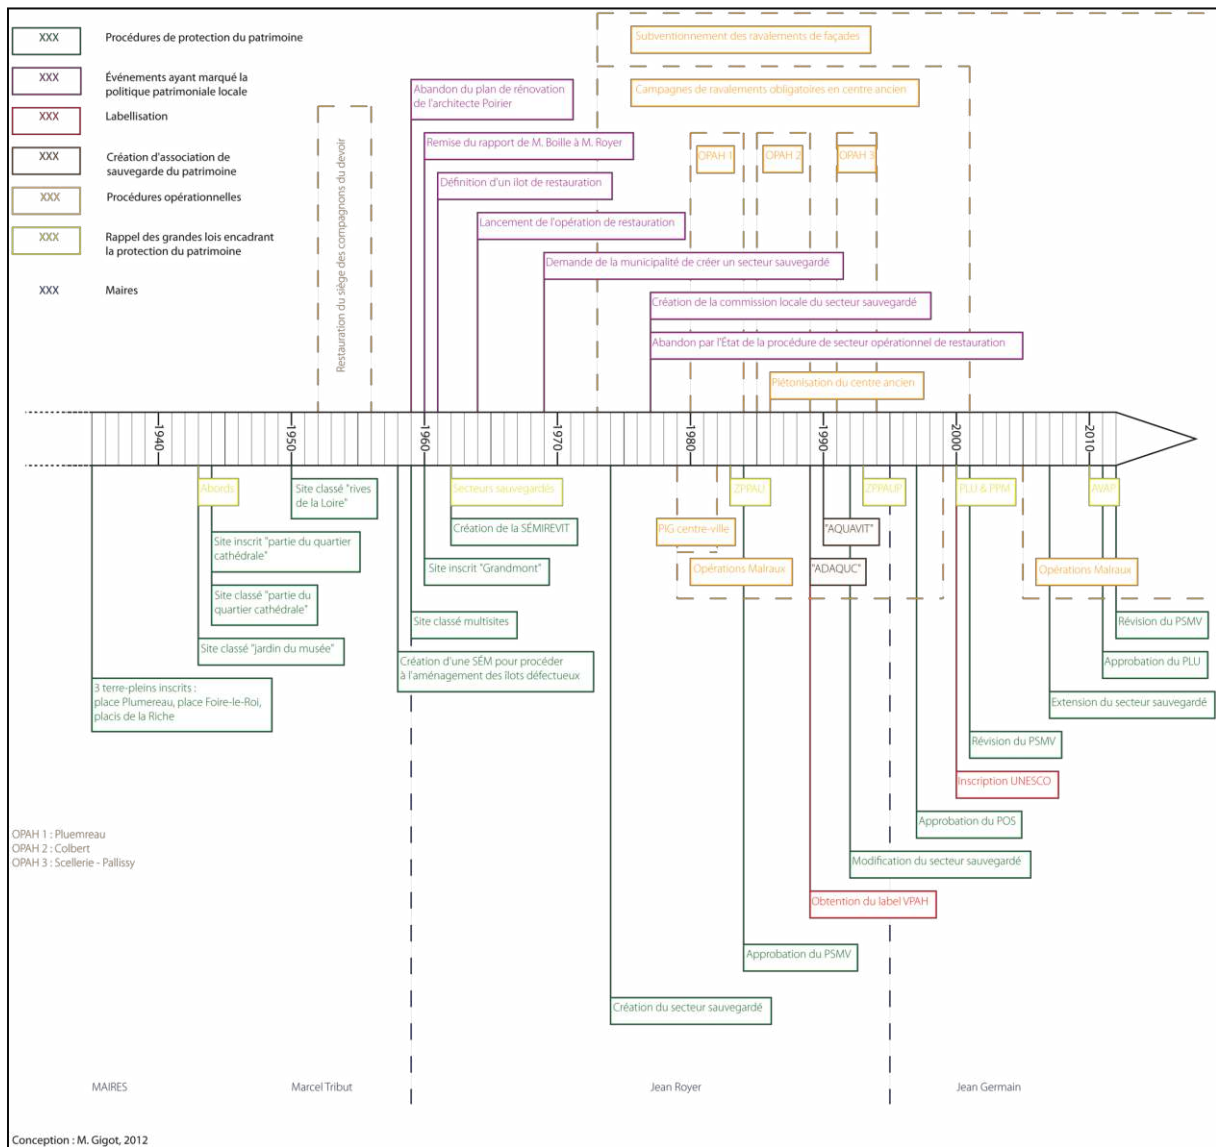 XXX Procédures de protection du patrimoine
XXX Événements ayant marqué la
politique patrimoniale locale
XXX Labellisation
XXX Création d'association de
sauvegarde du patrimoine
XXX Procédures opérationnelles
XXX Rappel des grandes lois encadrant
la protection du patrimoine
XXX Maires
Restauration du siège des compagnons du devoir
Subventionnement des ravalements de façades
Campagnes de ravalements obligatoires en centre ancien
Abandon du plan de rénovation
de l'architecte Poirier
Remise du rapport de M. Boille à M. Royer
OPAH 1
OPAH 2
OPAH 3
Définition d'un ilot de restauration
Lancement de l'opération de restauration
Demande de la municipalité de créer un secteur sauvegardé
Création de la commission locale du secteur sauvegardé
Abandon par l'État de la procédure de secteur opérationnel de restauration
Piétonisation du centre ancien
1940
1950
1960
1970
1980
1990
2000
2010
Abords
Site classé "rives
de la Loire"
Secteurs sauvegardés
ZPPAU
ZPPAUP
PLU & PPM
AVAP
Site inscrit "partie du quartier
cathédrale"
Création de la SÉMIREVIT
PIG centre-ville
"AQUAVIT"
Site classé "partie du
quartier cathédrale"
Site inscrit "Grandmont"
Opérations Malraux
"ADAQUC"
Opérations Malraux
Site classé multisites
Révision du PSMV
Site classé "jardin du musée"
Création d'une SÉM pour procéder
à l'aménagement des îlots défectueux
Approbation du PLU
3 terre-pleins inscrits :
place Plumereau, place Foire-le-Roi,
placis de la Riche
Extension du secteur sauvegardé
Révision du PSMV
Inscription UNESCO
Approbation du POS
OPAH 1 : Pluemreau
OPAH 2 : Colbert
OPAH 3 : Scellerie - Pallissy
Modification du secteur sauvegardé
Obtention du label VPAH
Approbation du PSMV
Création du secteur sauvegardé
MAIRES
Marcel Tribut
Jean Royer
Jean Germain
Conception : M. Gigot, 2012